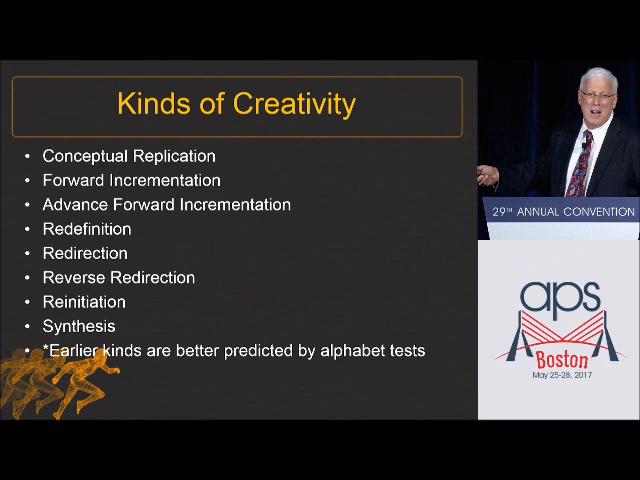 Kinds of Creativity
• Conceptual Replication
• Forward Incrementation
• Advance Forward Incrementation
• Redefinition
• Redirection
• Reverse Redirection
• Reinitiation
• Synthesis
• *Earlier kinds are better predicted by alphabet tests
29TH ANNUAL CONVENTION
aps
Boston
May 25-28, 2017